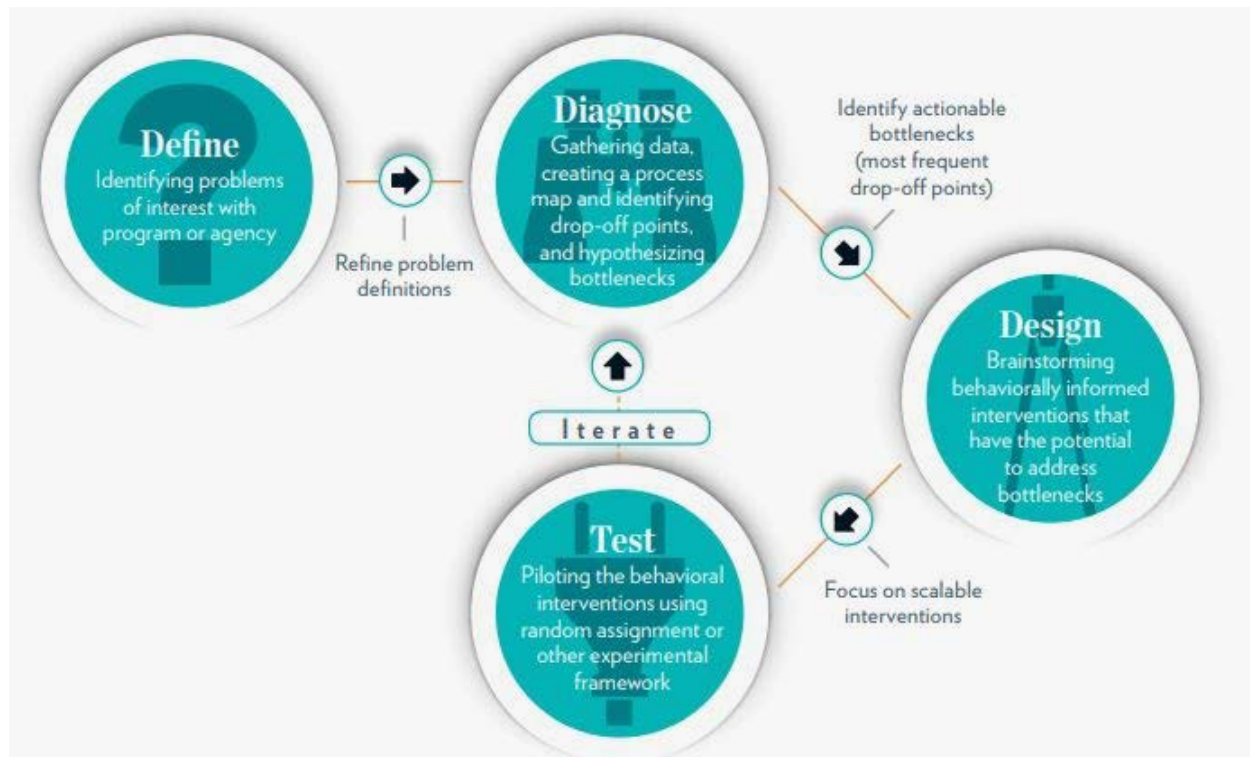 Define
Identifying problems
of interest with
program or agency
Refine problem
definitions
Diagnose
Gathering data,
creating a process
map and identifying
drop-off points,
and hypothesizing
bottlenecks
Identify actionable
bottlenecks
(most frequent
drop-off points)
Design
Brainstorming
behaviorally informed
interventions that
have the potential
to address
bottlenecks
Focus on scalable
interventions
Test
Piloting the behavioral
interventions using
random assignment or
other experimental
framework
Iterate